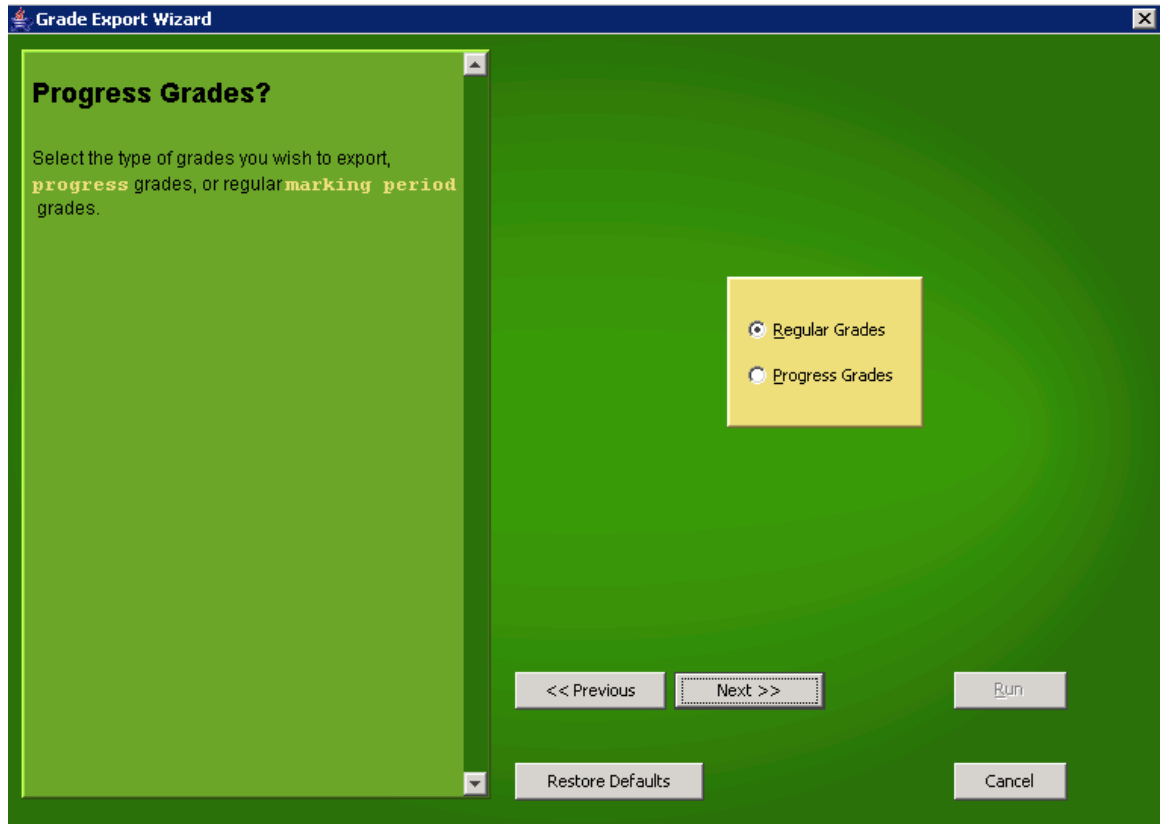 Grade Export Wizard
Progress Grades?
Select the type of grades you wish to export,
progress grades, or regular marking period
grades.
Regular Grades
Progress Grades
<< Previous
Next >>
Run
Restore Defaults
Cancel